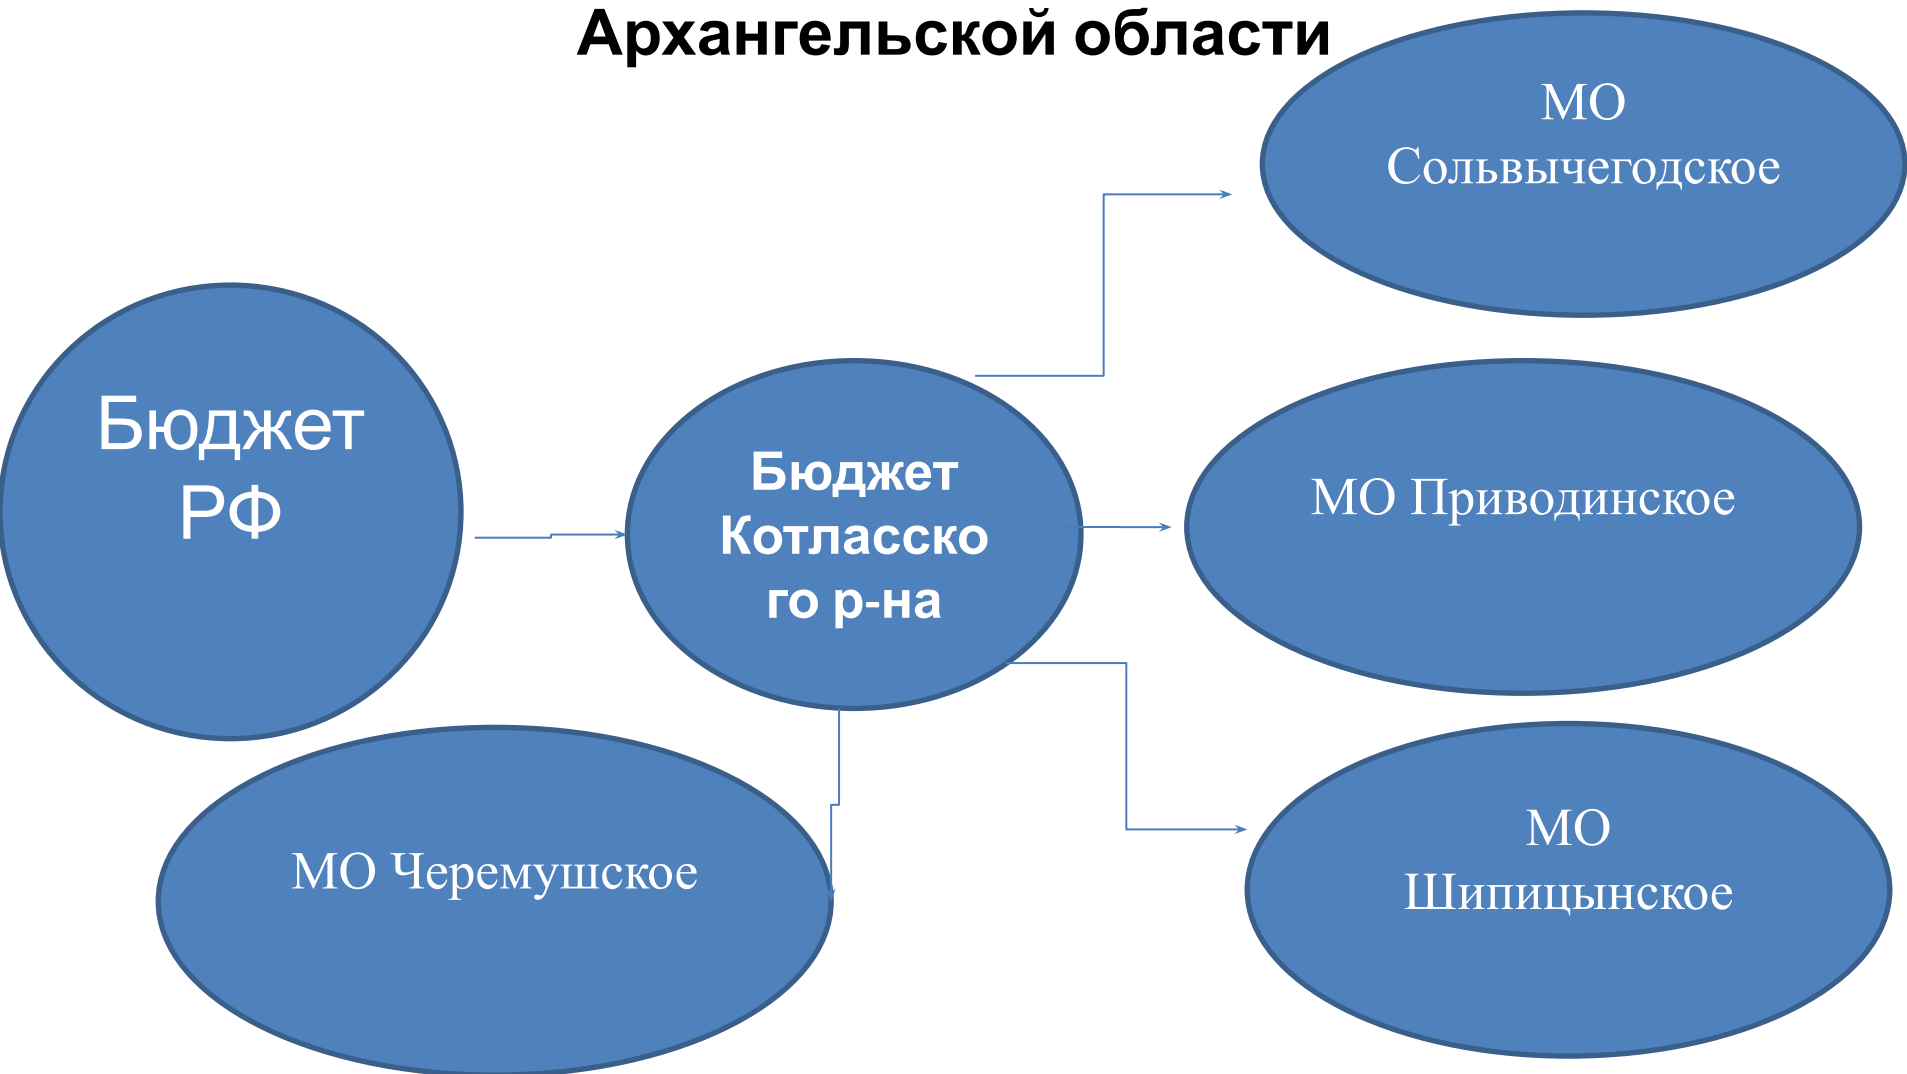 Архангельской области
МО
Сольвычегодское
Бюджет
РФ
Бюджет
Котласско
го р-на
МО Приводинское
МО Черемушское
МО
Шипицынское